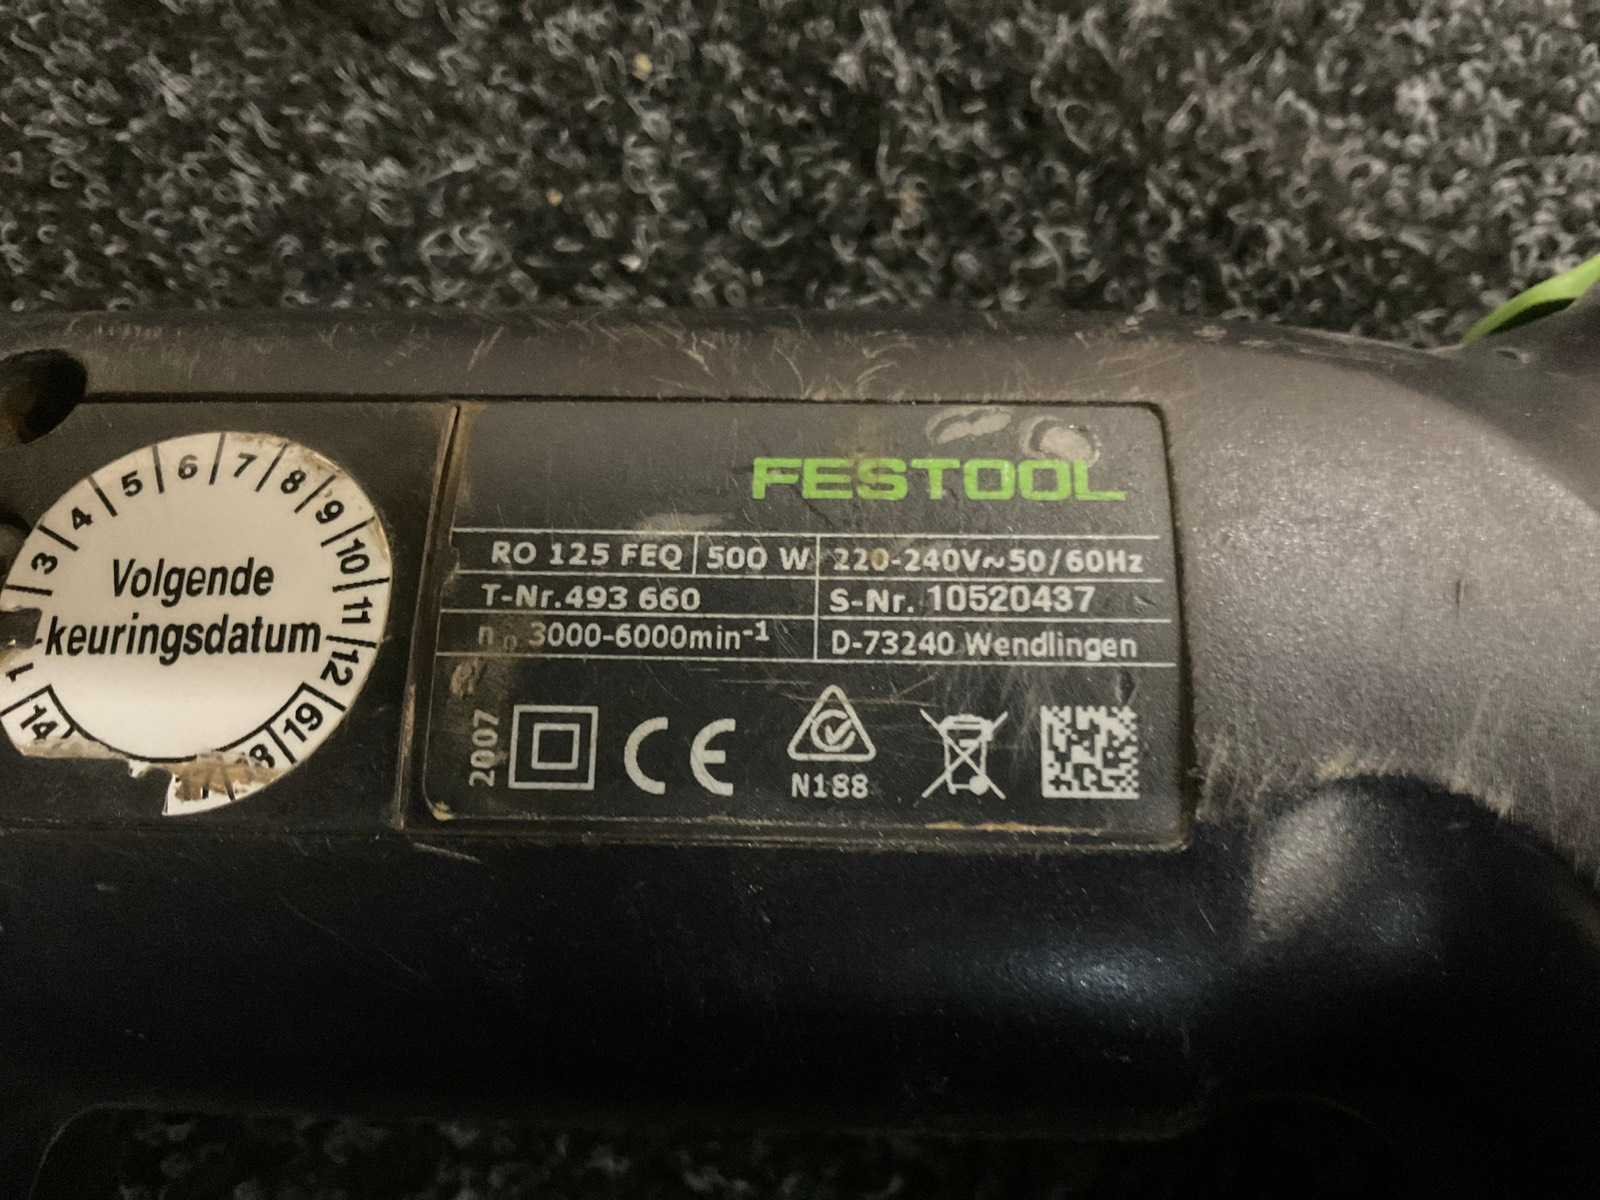 FESTOOL
RO 125 FEQ 500 W 220-240V~50/60Hz
T-Nr.493 660 S-Nr. 10520437
n₀ 3000-6000min⁻¹ D-73240 Wendlingen
2007
CE
N188
1 3 4 5 6 7 8 9 10 11 12
Volgende
keuringsdatum
14 19